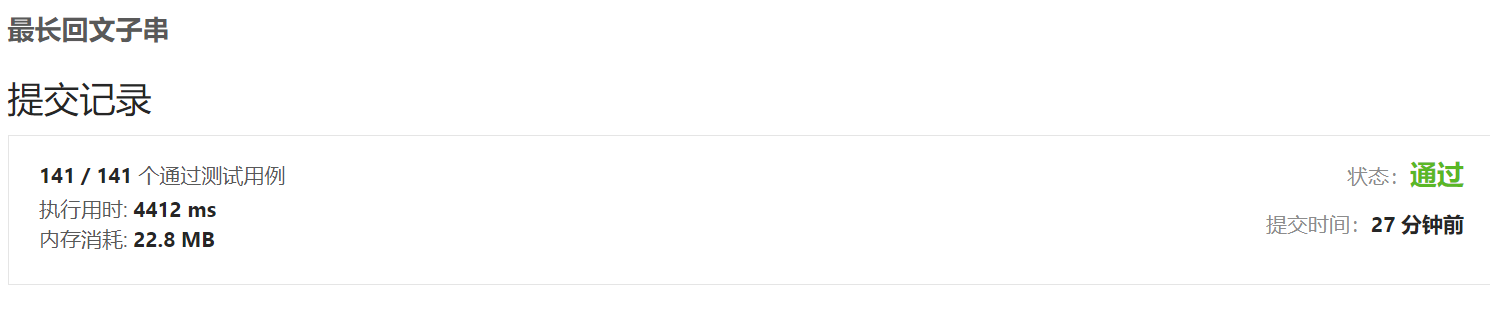 最长回文子串
提交记录
141 / 141 个通过测试用例
状态：通过
执行用时: 4412 ms
提交时间：27 分钟前
内存消耗: 22.8 MB